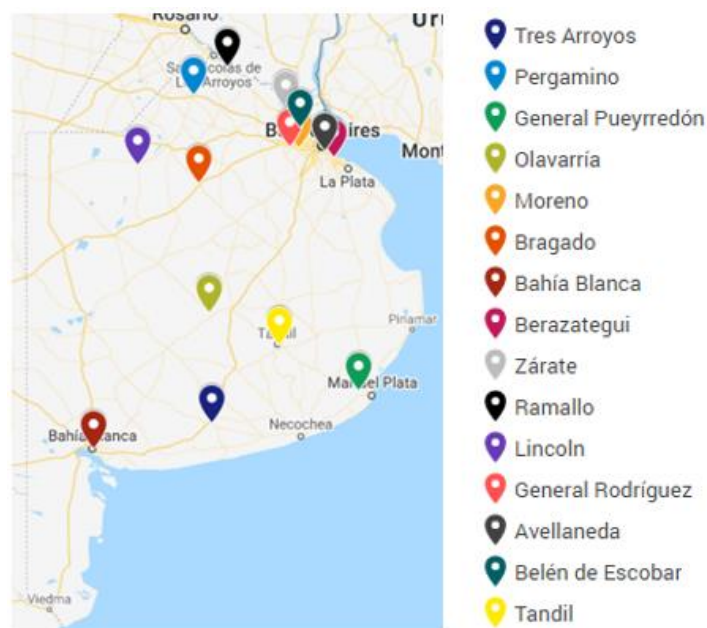 Rosario
Uru
San Nicolás de
Los Arroyos
Buenos Aires
Mont
La Plata
Pinamar
Tandil
Mar del Plata
Necochea
Bahía Blanca
Viedma
Tres Arroyos
Pergamino
General Pueyrredón
Olavarría
Moreno
Bragado
Bahía Blanca
Berazategui
Zárate
Ramallo
Lincoln
General Rodríguez
Avellaneda
Belén de Escobar
Tandil